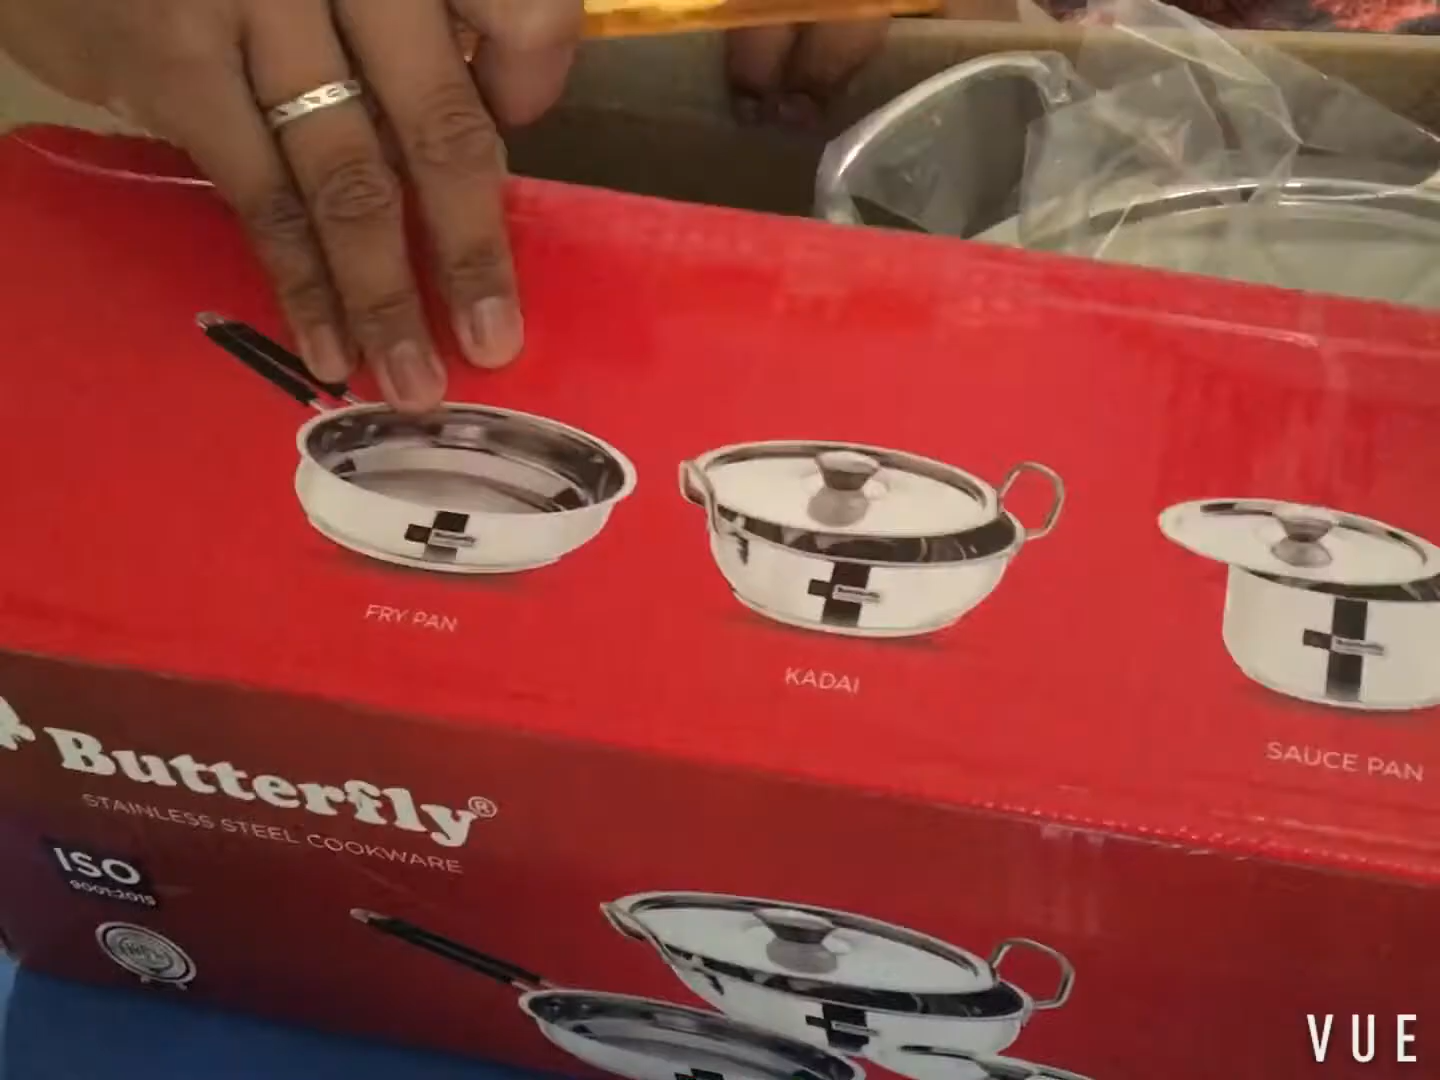 FRY PAN
KADAI
SAUCE PAN
Butterfly®
STAINLESS STEEL COOKWARE
ISO
9001:2015
VUE